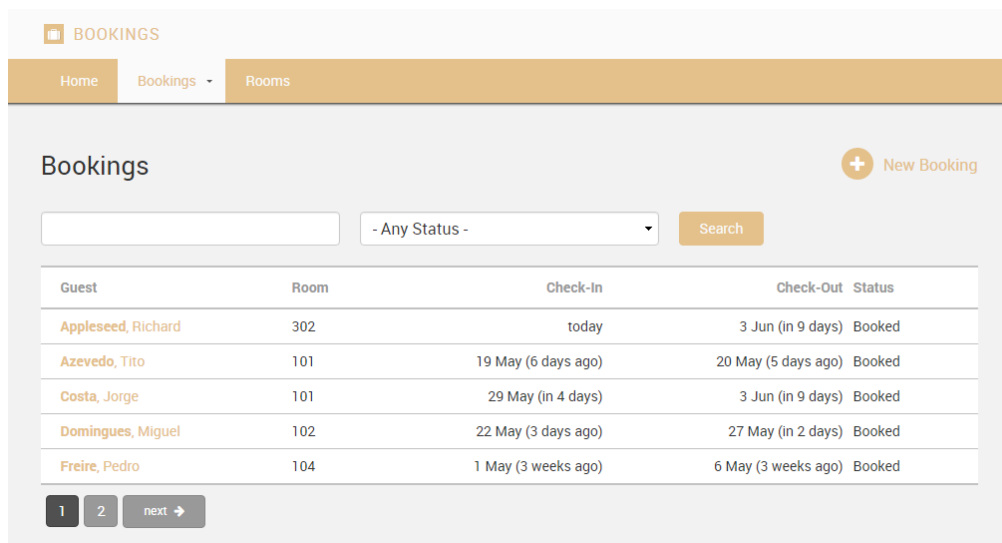 BOOKINGS
Home Bookings Rooms
Bookings
New Booking
- Any Status - Search
Guest Room Check-In Check-Out Status
Appleseed, Richard 302 today 3 Jun (in 9 days) Booked
Azevedo, Tito 101 19 May (6 days ago) 20 May (5 days ago) Booked
Costa, Jorge 101 29 May (in 4 days) 3 Jun (in 9 days) Booked
Domingues, Miguel 102 22 May (3 days ago) 27 May (in 2 days) Booked
Freire, Pedro 104 1 May (3 weeks ago) 6 May (3 weeks ago) Booked
1 2 next